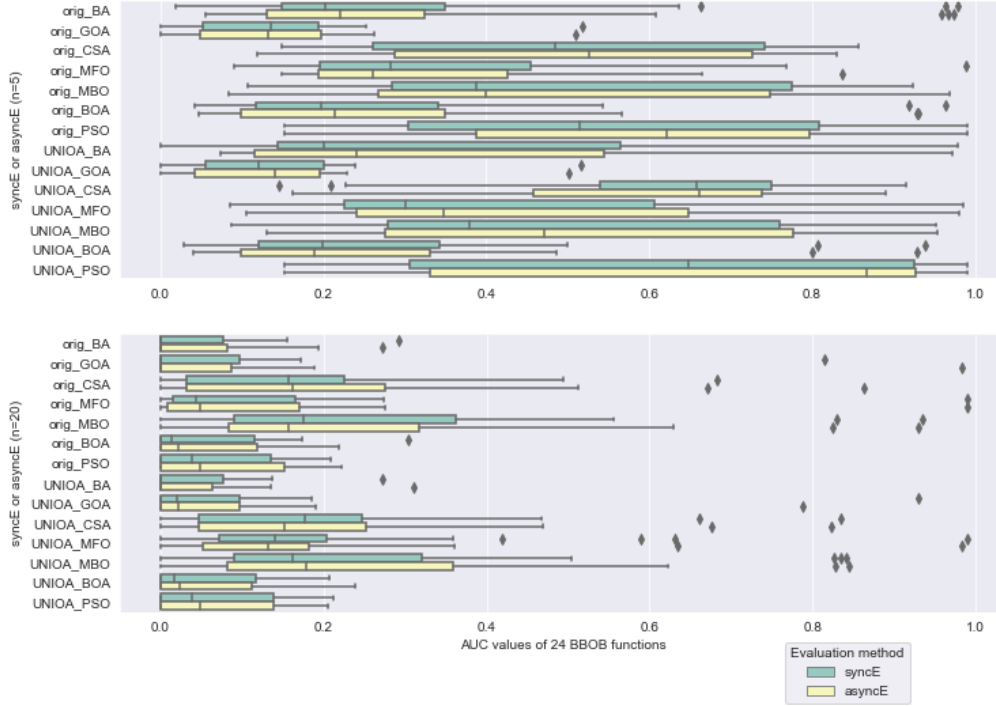 syncE or asyncE (n=5)
orig_BA
orig_GOA
orig_CSA
orig_MFO
orig_MBO
orig_BOA
orig_PSO
UNIOA_BA
UNIOA_GOA
UNIOA_CSA
UNIOA_MFO
UNIOA_MBO
UNIOA_BOA
UNIOA_PSO
0.0 0.2 0.4 0.6 0.8 1.0
syncE or asyncE (n=20)
orig_BA
orig_GOA
orig_CSA
orig_MFO
orig_MBO
orig_BOA
orig_PSO
UNIOA_BA
UNIOA_GOA
UNIOA_CSA
UNIOA_MFO
UNIOA_MBO
UNIOA_BOA
UNIOA_PSO
0.0 0.2 0.4 0.6 0.8 1.0
AUC values of 24 BBOB functions
Evaluation method
syncE
asyncE